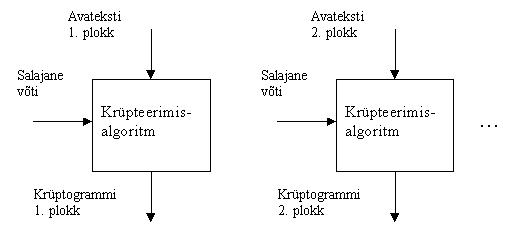 Avateksti
1. plokk
Salajane
võti
Krüpteerimis-
algoritm
Krüptogrammi
1. plokk
Avateksti
2. plokk
Salajane
võti
Krüpteerimis-
algoritm
Krüptogrammi
2. plokk
...